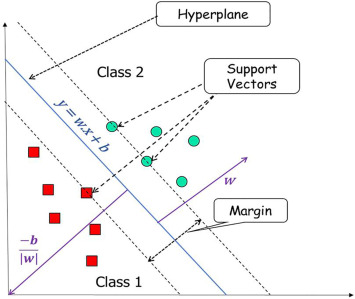 Hyperplane
Class 2
Support
Vectors
y=wx+b
w
Margin
−b
|w|
Class 1